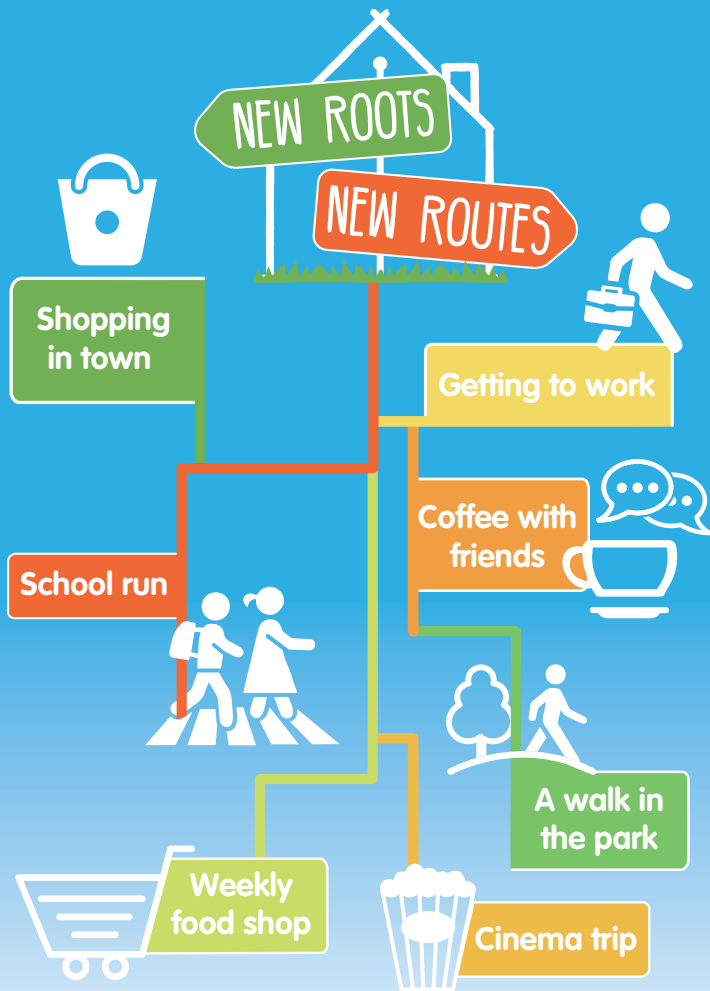 NEW ROOTS
NEW ROUTES
Shopping
in town
Getting to work
Coffee with
friends
School run
A walk in
the park
Weekly
food shop
Cinema trip